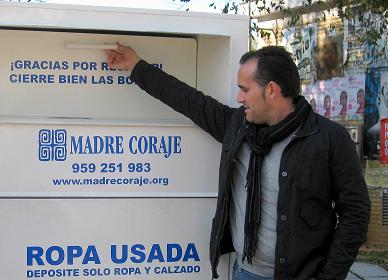 ¡GRACIAS POR
CIERRE BIEN LAS
MADRE CORAJE
959 251 983
www.madrecoraje.org
ROPA USADA
DEPOSITE SOLO ROPA Y CALZADO